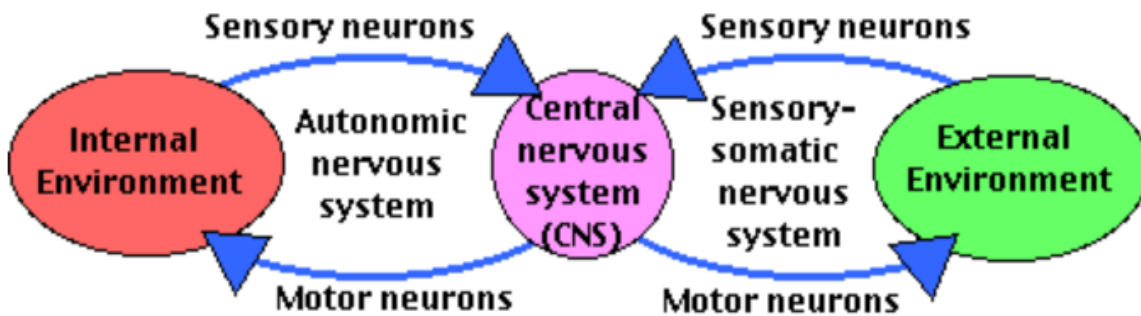 Sensory neurons
Sensory neurons
Internal
Environment
Autonomic
nervous
system
Central
nervous
system
(CNS)
Sensory-
somatic
nervous
system
External
Environment
Motor neurons
Motor neurons